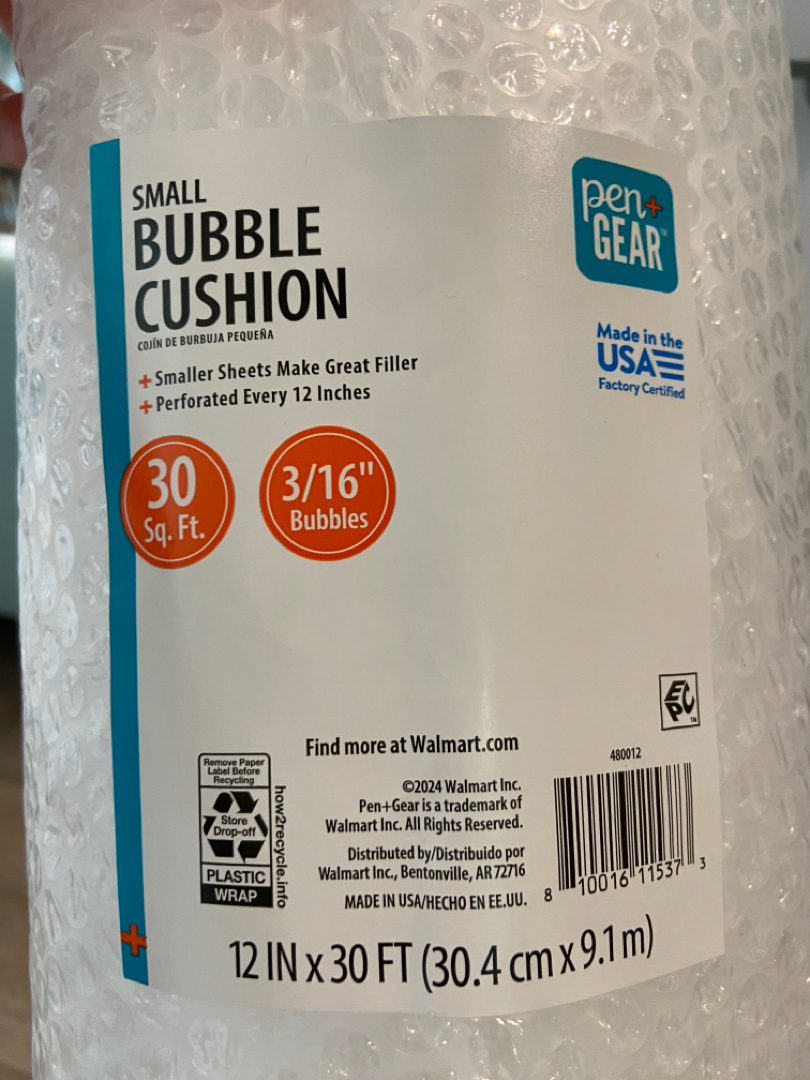 SMALL
BUBBLE
CUSHION
COJÍN DE BURBUJA PEQUEÑA
+ Smaller Sheets Make Great Filler
+ Perforated Every 12 Inches
pen+
GEAR™
Made in the
USA
Factory Certified
30
Sq. Ft.
3/16"
Bubbles
EPC
TM
Find more at Walmart.com
480012
Remove Paper
Label Before
Recycling
Store
Drop-off
PLASTIC
WRAP
how2recycle.info
©2024 Walmart Inc.
Pen+Gear is a trademark of
Walmart Inc. All Rights Reserved.
Distributed by/Distribuido por
Walmart Inc., Bentonville, AR 72716
MADE IN USA/HECHO EN EE.UU.
8 10016 11537 3
12 IN x 30 FT (30.4 cm x 9.1 m)